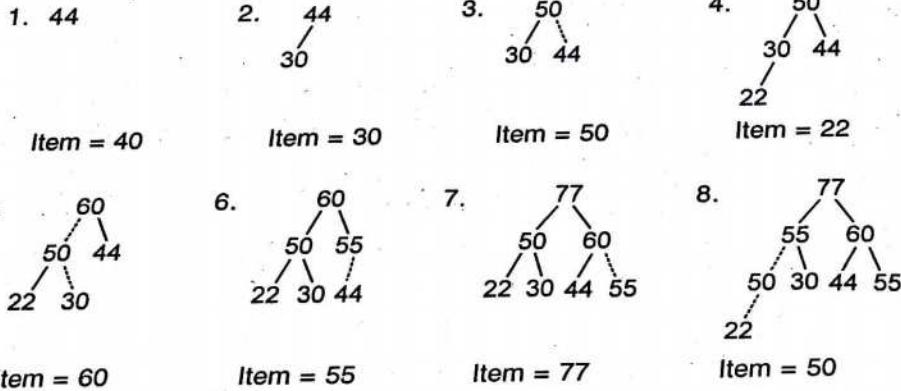 1. 44
2. 44
30
3. 50
30 44
4. 50
30 44
22
Item = 40
Item = 30
Item = 50
Item = 22
60
50 44
22 30
6. 60
50 55
22 30 44
7. 77
50 60
22 30 44 55
8. 77
55 60
50 30 44 55
22
tem = 60
Item = 55
Item = 77
Item = 50